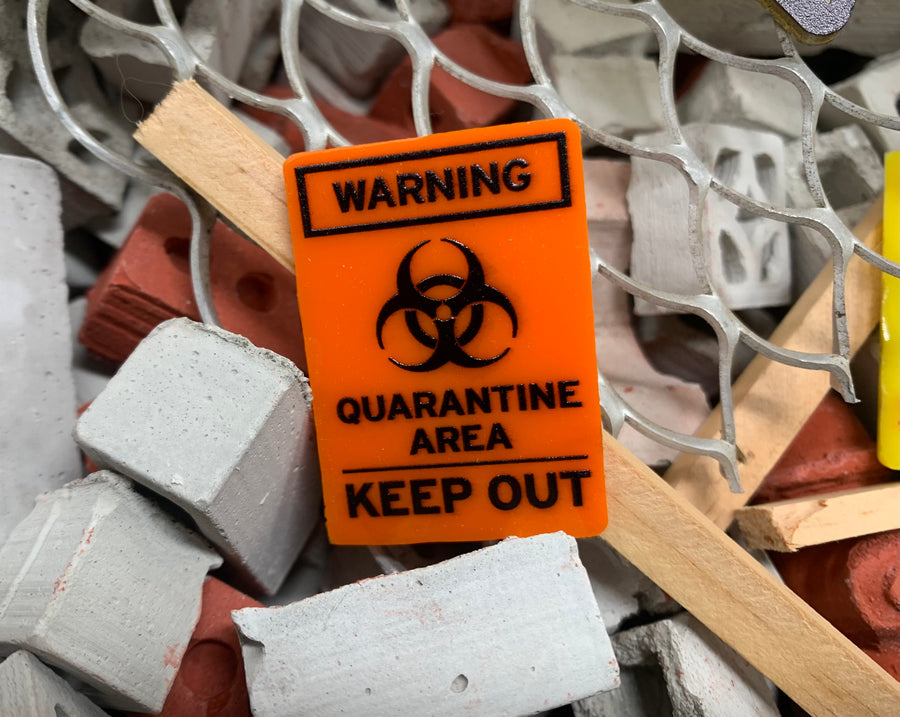 WARNING
QUARANTINE
AREA
KEEP OUT